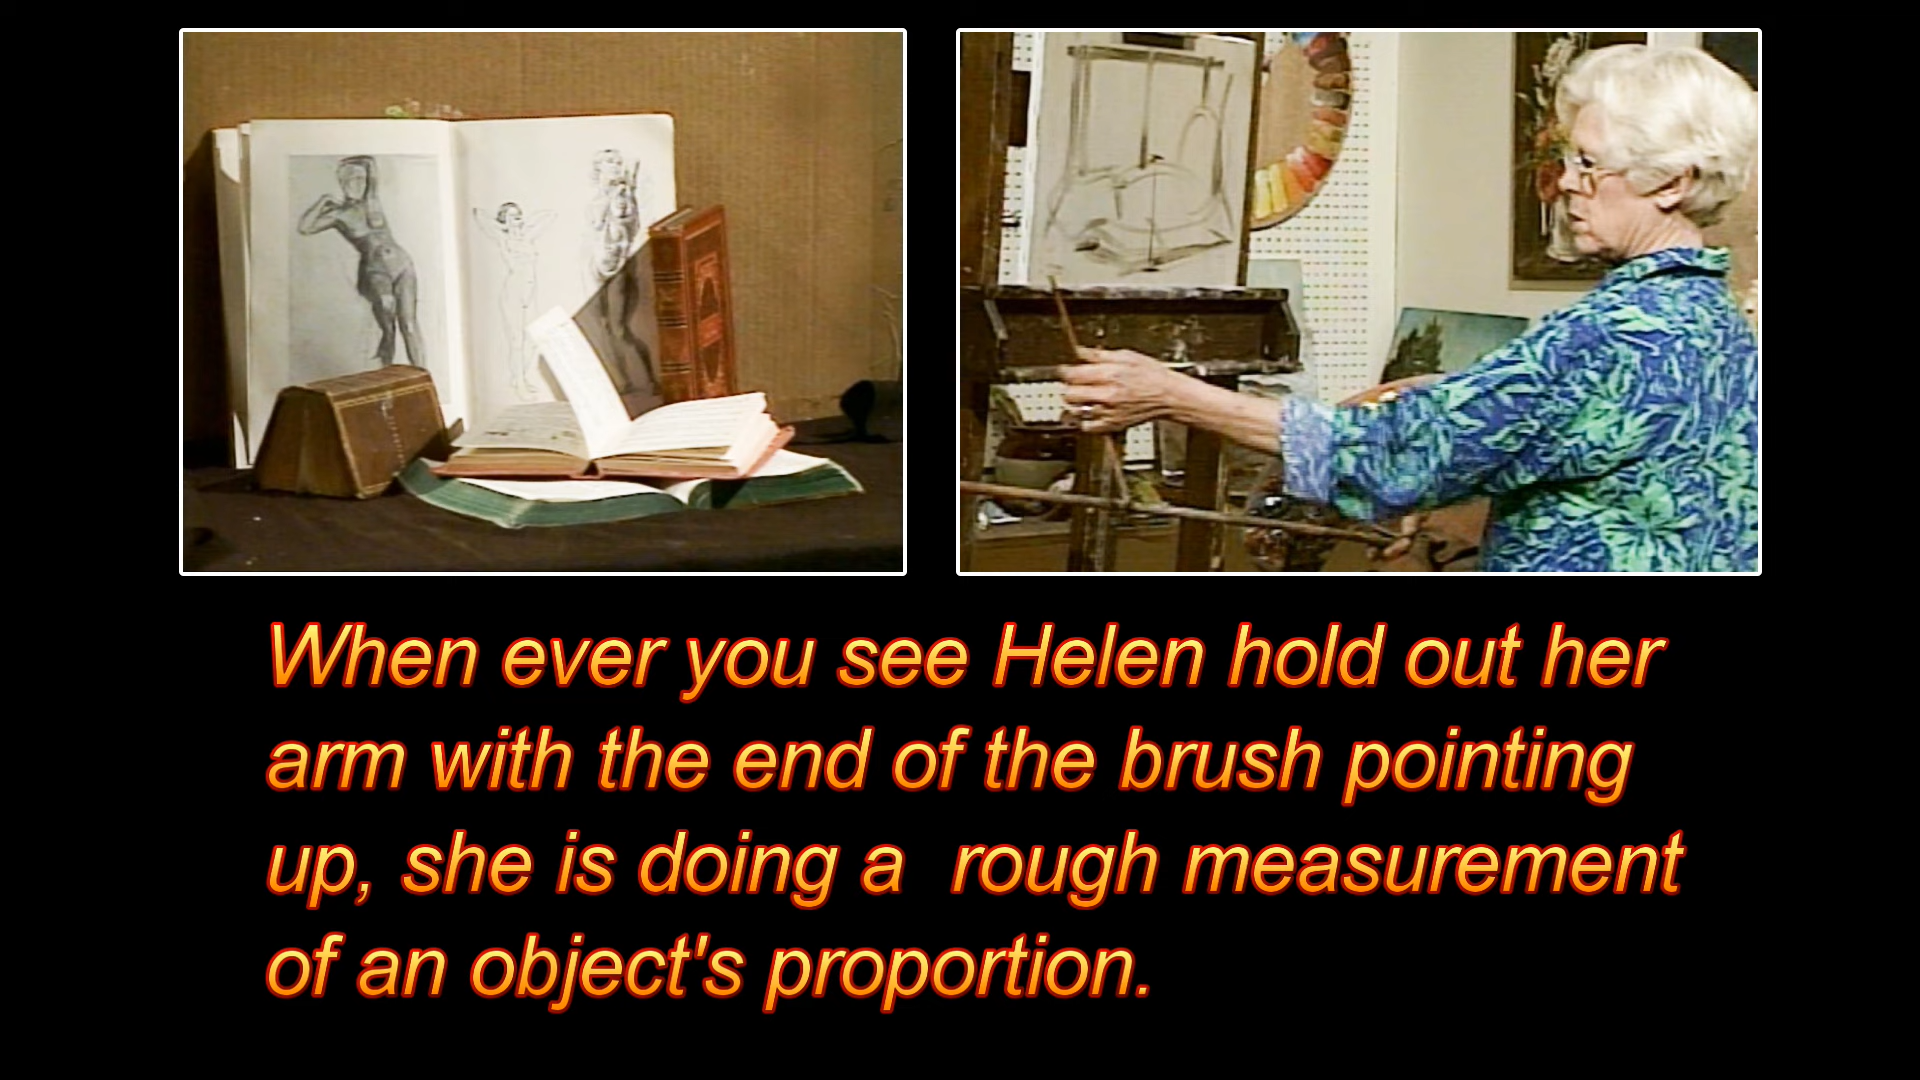 When ever you see Helen hold out her
arm with the end of the brush pointing
up, she is doing a  rough measurement
of an object's proportion.